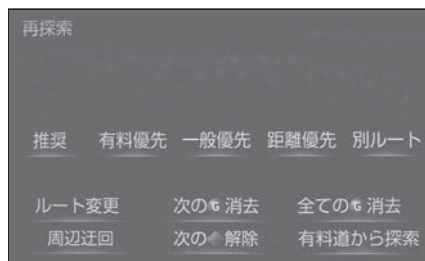 再探索
推奨 有料優先 一般優先 距離優先 別ルート
ルート変更 次のG消去 全てのG消去
周辺迂回 次の 解除 有料道から探索